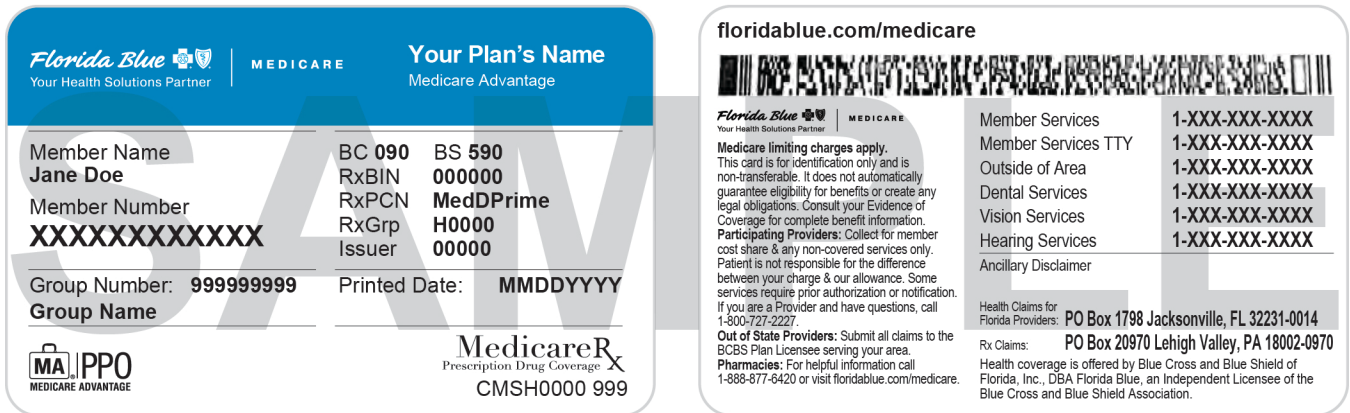 Florida Blue
Your Health Solutions Partner
MEDICARE
Your Plan's Name
Medicare Advantage
Member Name
Jane Doe
Member Number
XXXXXXXXXXXX
BC 090 BS 590
RxBIN 000000
RxPCN MedDPrime
RxGrp H0000
Issuer 00000
Group Number: 999999999
Group Name
Printed Date: MMDDYYYY
MA PPO
MEDICARE ADVANTAGE
MedicareRx
Prescription Drug Coverage
CMSH0000 999
floridablue.com/medicare
Florida Blue
Your Health Solutions Partner
MEDICARE
Medicare limiting charges apply.
This card is for identification only and is
non-transferable. It does not automatically
guarantee eligibility for benefits or create any
legal obligations. Consult your Evidence of
Coverage for complete benefit information.
Participating Providers: Collect for member
cost share & any non-covered services only.
Patient is not responsible for the difference
between your charge & our allowance. Some
services require prior authorization or notification.
If you are a Provider and have questions, call
1-800-727-2227.
Out of State Providers: Submit all claims to the
BCBS Plan Licensee serving your area.
Pharmacies: For helpful information call
1-888-877-6420 or visit floridablue.com/medicare.
Member Services 1-XXX-XXX-XXXX
Member Services TTY 1-XXX-XXX-XXXX
Outside of Area 1-XXX-XXX-XXXX
Dental Services 1-XXX-XXX-XXXX
Vision Services 1-XXX-XXX-XXXX
Hearing Services 1-XXX-XXX-XXXX
Ancillary Disclaimer
Health Claims for
Florida Providers: PO Box 1798 Jacksonville, FL 32231-0014
Rx Claims: PO Box 20970 Lehigh Valley, PA 18002-0970
Health coverage is offered by Blue Cross and Blue Shield of
Florida, Inc., DBA Florida Blue, an Independent Licensee of the
Blue Cross and Blue Shield Association.
SAMPLE